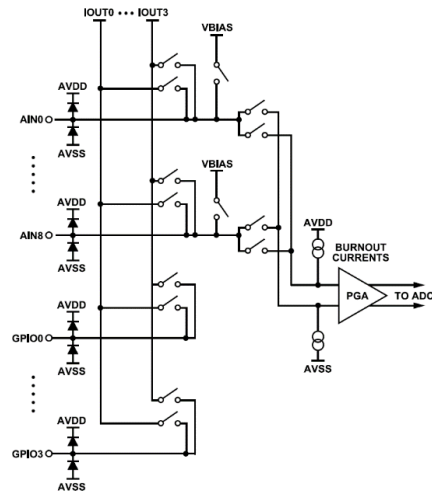 IOUT0 ••• IOUT3
VBIAS
AVDD
AIN0
AVSS
VBIAS
AVDD
AIN8
AVSS
AVDD
BURNOUT
CURRENTS
PGA
TO ADC
AVSS
AVDD
GPIO0
AVSS
AVDD
GPIO3
AVSS